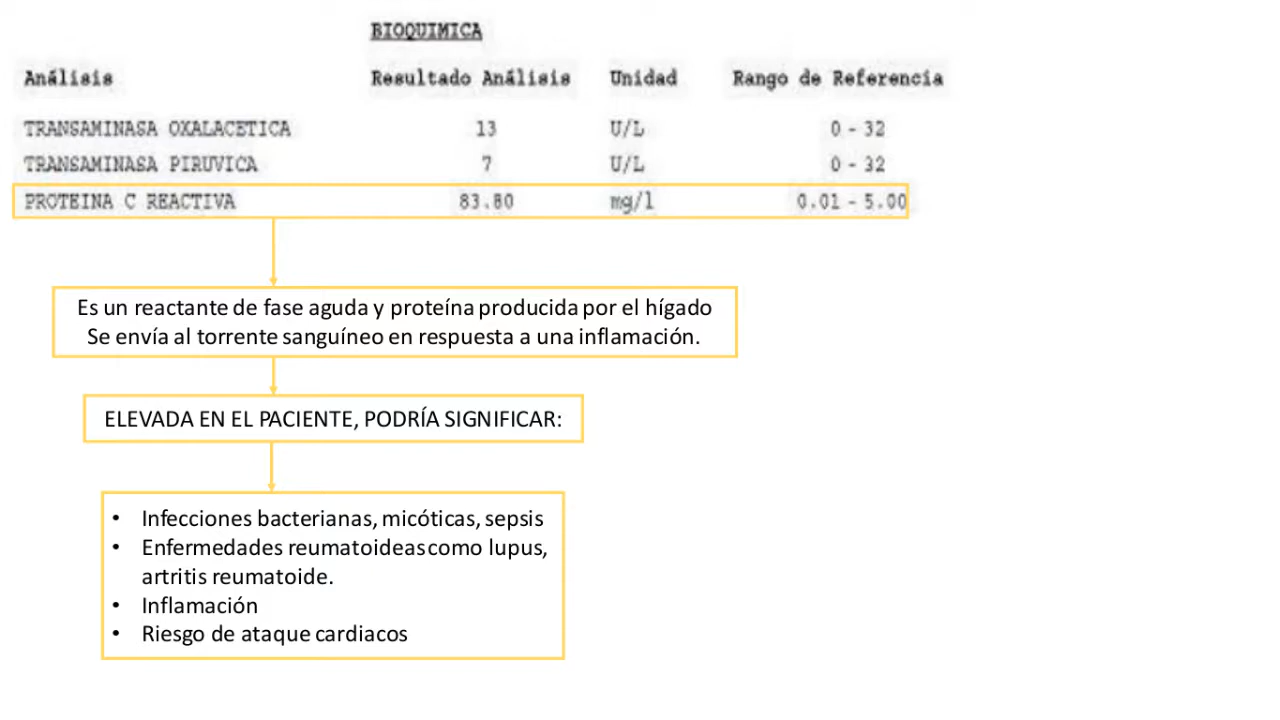 BIOQUIMICA
Análisis Resultado Análisis Unidad Rango de Referencia
TRANSAMINASA OXALACETICA 13 U/L 0 - 32
TRANSAMINASA PIRUVICA 7 U/L 0 - 32
PROTEINA C REACTIVA 83.80 mg/l 0.01 - 5.00
Es un reactante de fase aguda y proteína producida por el hígado
Se envía al torrente sanguíneo en respuesta a una inflamación.
ELEVADA EN EL PACIENTE, PODRÍA SIGNIFICAR:
• Infecciones bacterianas, micóticas, sepsis
• Enfermedades reumatoideas como lupus,
artritis reumatoide.
• Inflamación
• Riesgo de ataque cardiacos